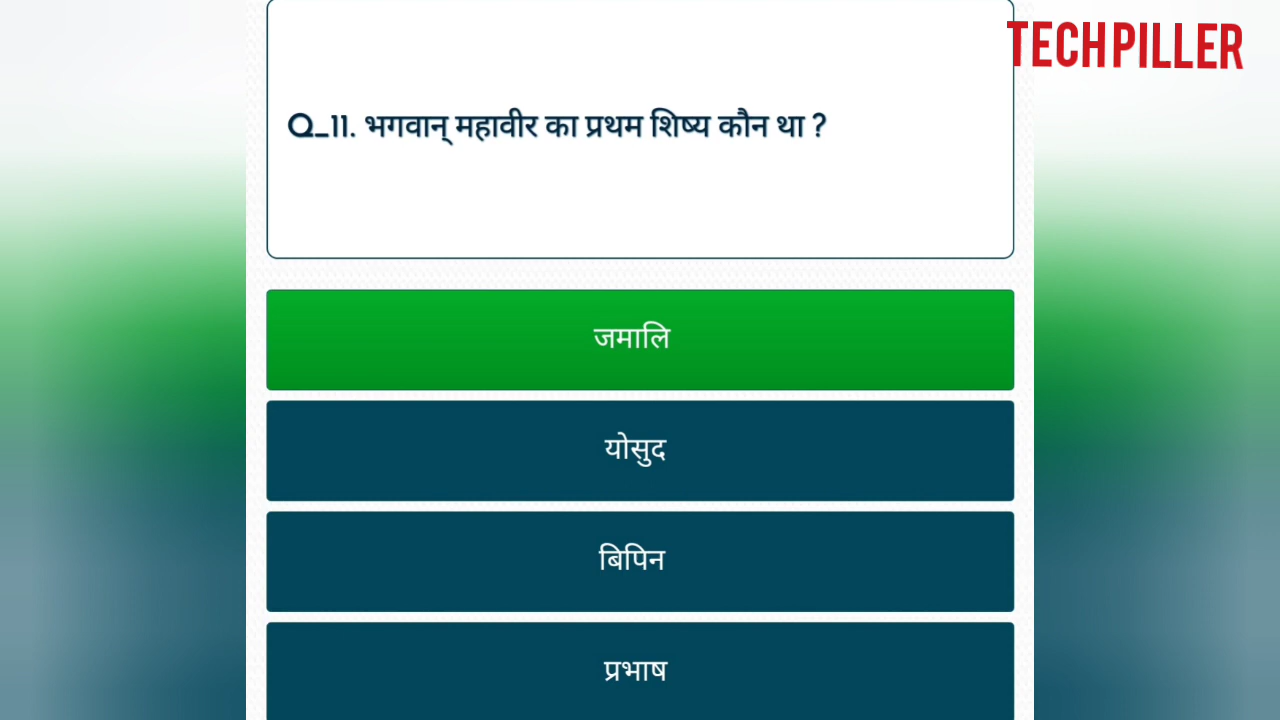 TECHPILLER
Q_11. भगवान् महावीर का प्रथम शिष्य कौन था ?
जमालि
योसुद
बिपिन
प्रभाष